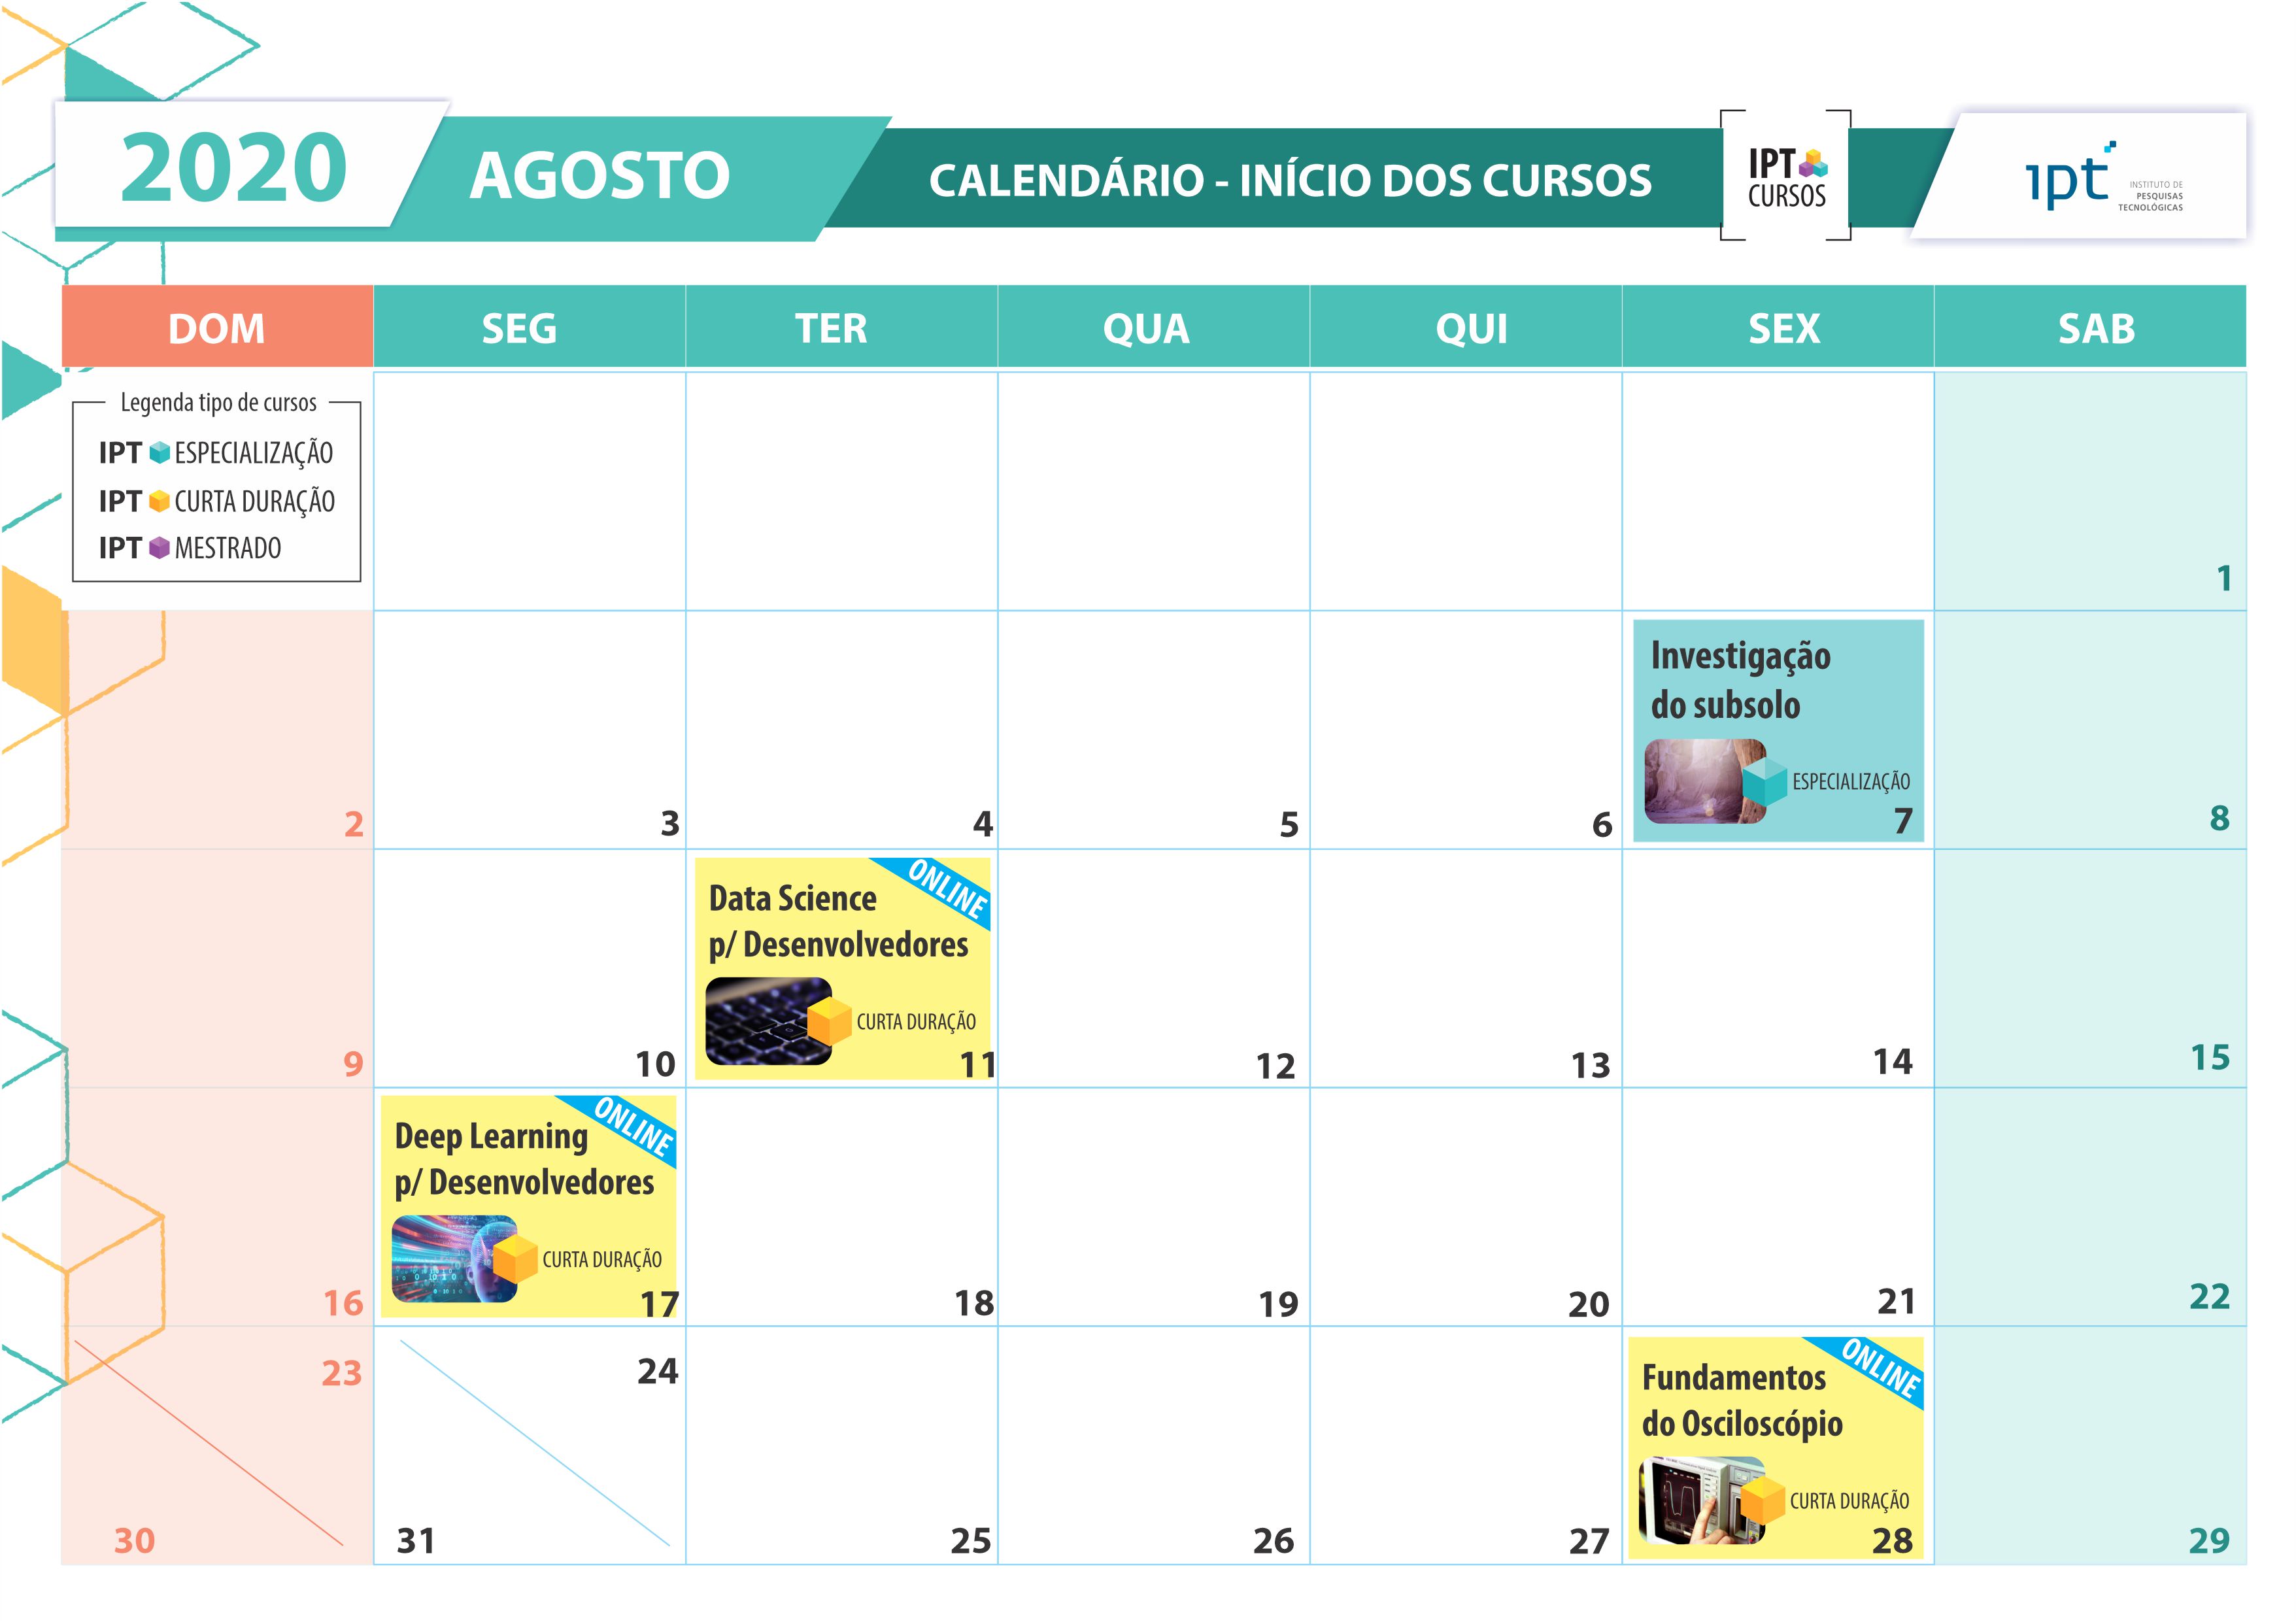 2020
AGOSTO
CALENDÁRIO - INÍCIO DOS CURSOS
IPT
CURSOS
ipt
INSTITUTO DE
PESQUISAS
TECNOLÓGICAS
DOM SEG TER QUA QUI SEX SAB
Legenda tipo de cursos
IPT ESPECIALIZAÇÃO
IPT CURTA DURAÇÃO
IPT MESTRADO
1
Investigação
do subsolo
ESPECIALIZAÇÃO
2 3 4 5 6 7 8
ONLINE
Data Science
p/ Desenvolvedores
CURTA DURAÇÃO
9 10 11 12 13 14 15
ONLINE
Deep Learning
p/ Desenvolvedores
CURTA DURAÇÃO
16 17 18 19 20 21 22
23 24
ONLINE
Fundamentos
do Osciloscópio
CURTA DURAÇÃO
30 31 25 26 27 28 29